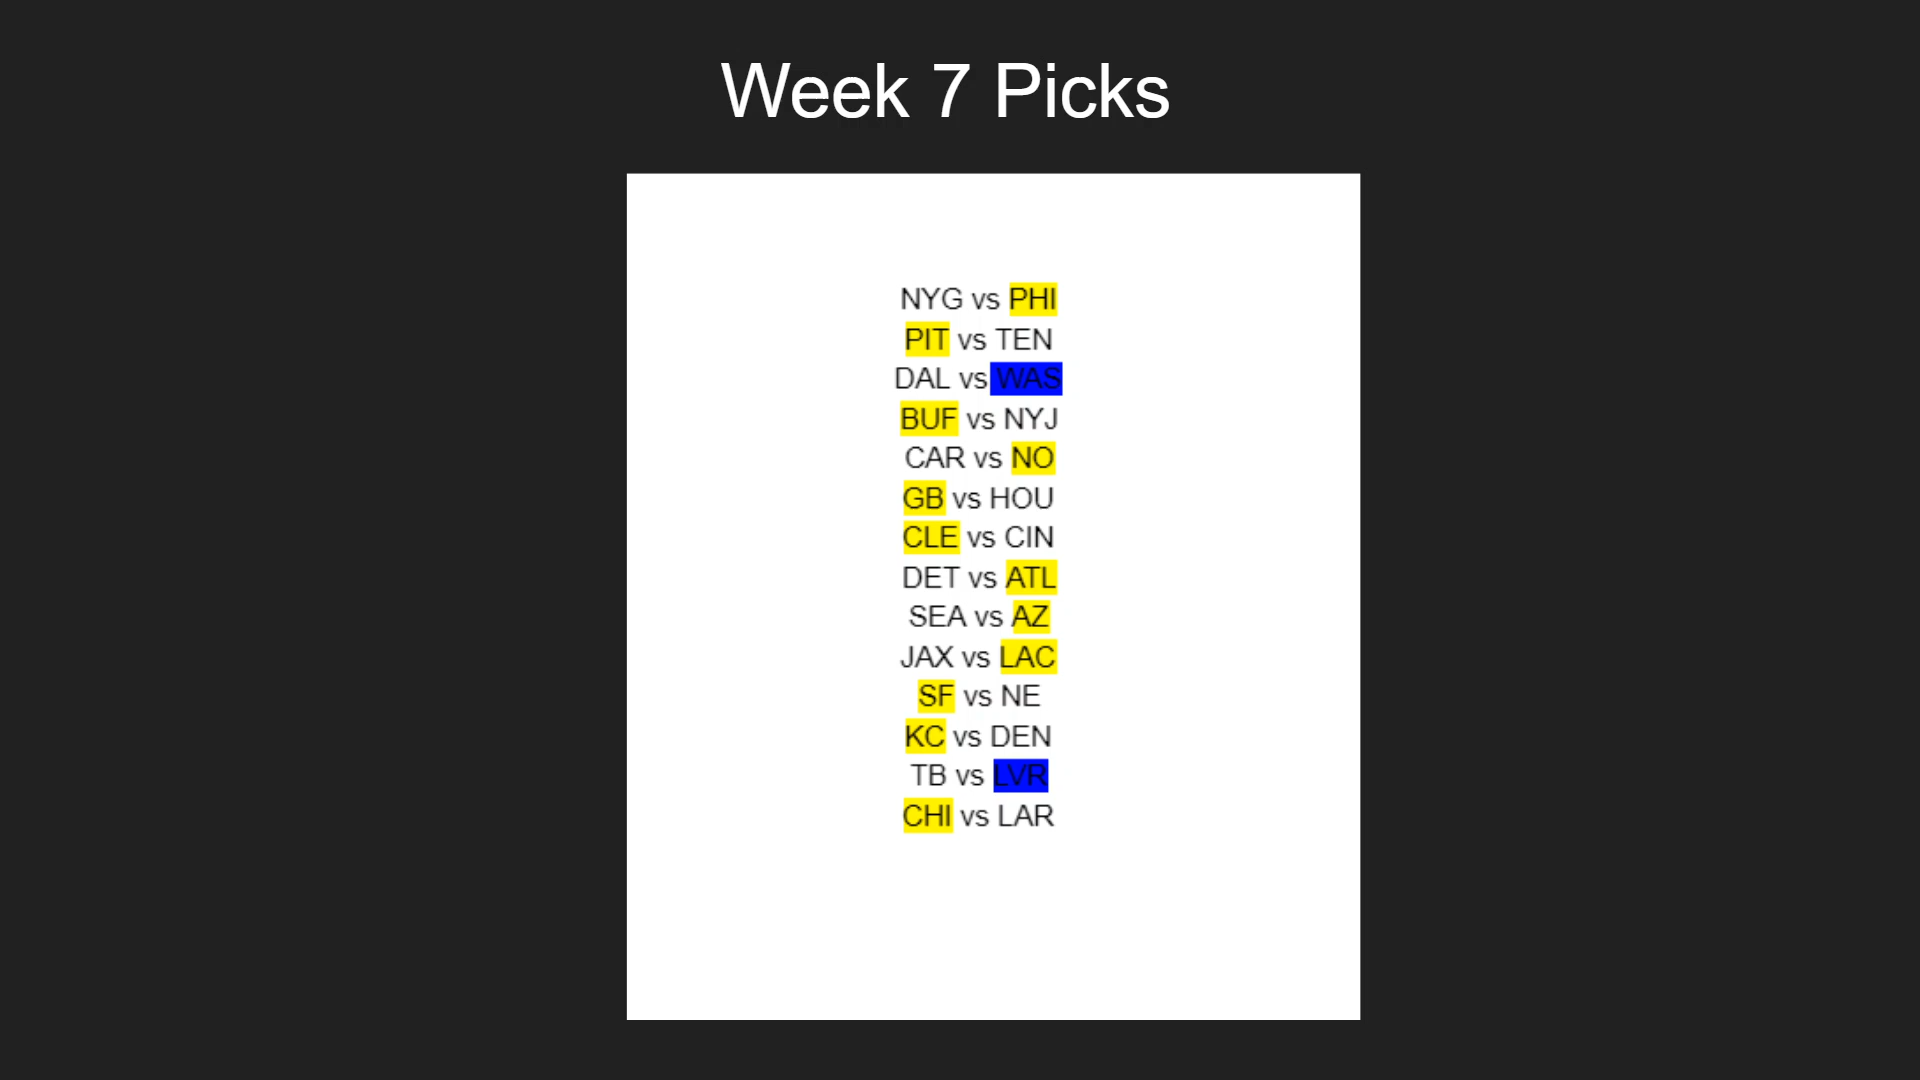 Week 7 Picks
NYG vs PHI
PIT vs TEN
DAL vs WAS
BUF vs NYJ
CAR vs NO
GB vs HOU
CLE vs CIN
DET vs ATL
SEA vs AZ
JAX vs LAC
SF vs NE
KC vs DEN
TB vs LVR
CHI vs LAR